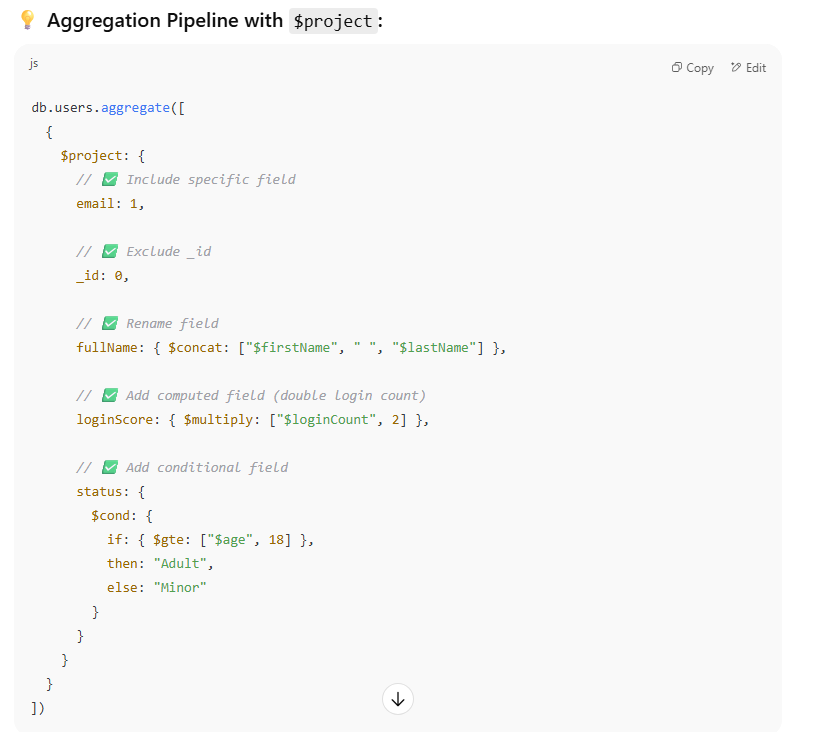 💡 Aggregation Pipeline with $project:
js
Copy
Edit
db.users.aggregate([
  {
    $project: {
      // ✅ Include specific field
      email: 1,

      // ✅ Exclude _id
      _id: 0,

      // ✅ Rename field
      fullName: { $concat: ["$firstName", " ", "$lastName"] },

      // ✅ Add computed field (double login count)
      loginScore: { $multiply: ["$loginCount", 2] },

      // ✅ Add conditional field
      status: {
        $cond: {
          if: { $gte: ["$age", 18] },
          then: "Adult",
          else: "Minor"
        }
      }
    }
  }
])